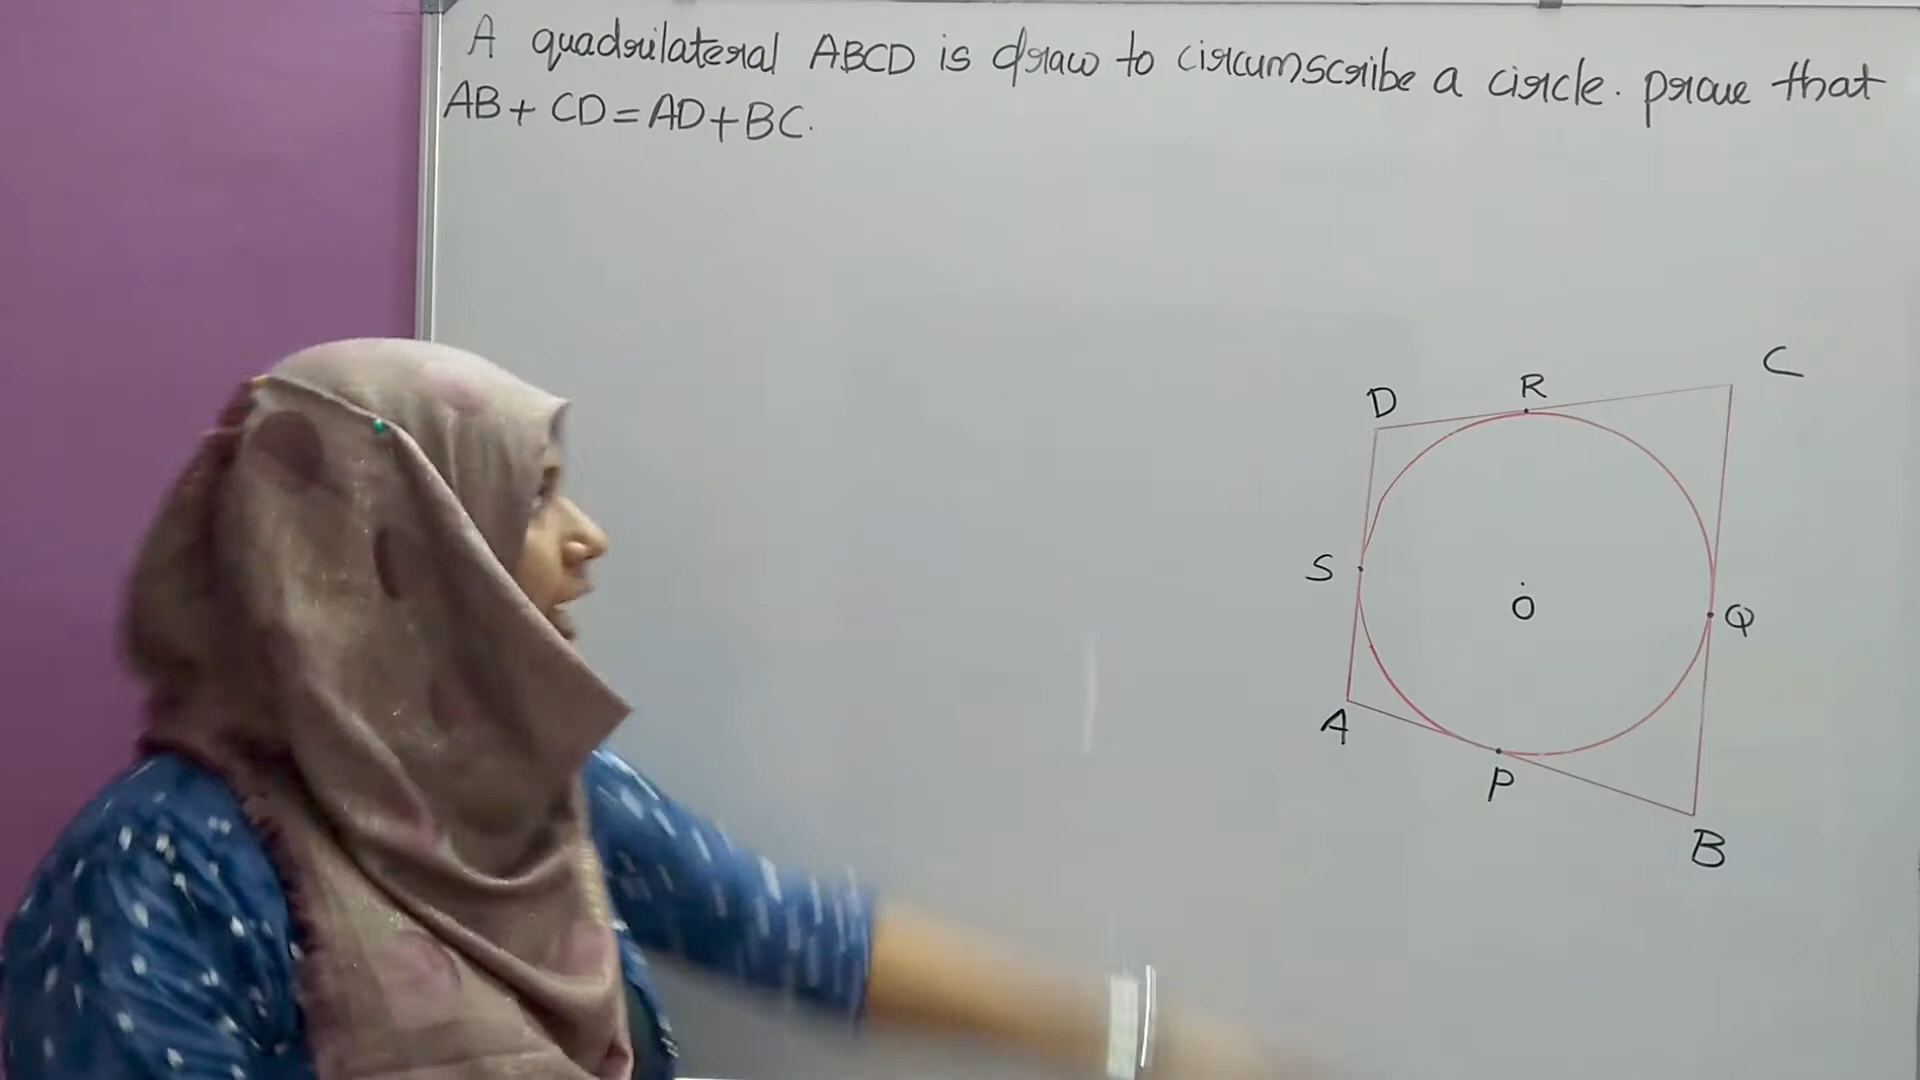 A quadrilateral ABCD is draw to circumscribe a circle. prove that
AB + CD = AD + BC.
C
R
D
S
O
Q
A
P
B